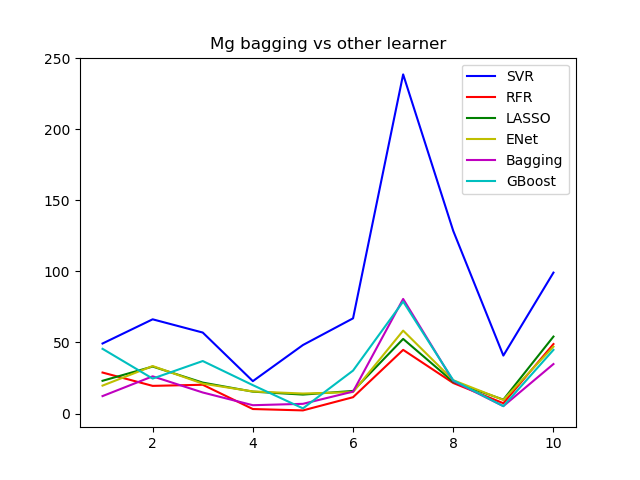 Mg bagging vs other learner
250
200
150
100
50
0
2 4 6 8 10
SVR
RFR
LASSO
ENet
Bagging
GBoost